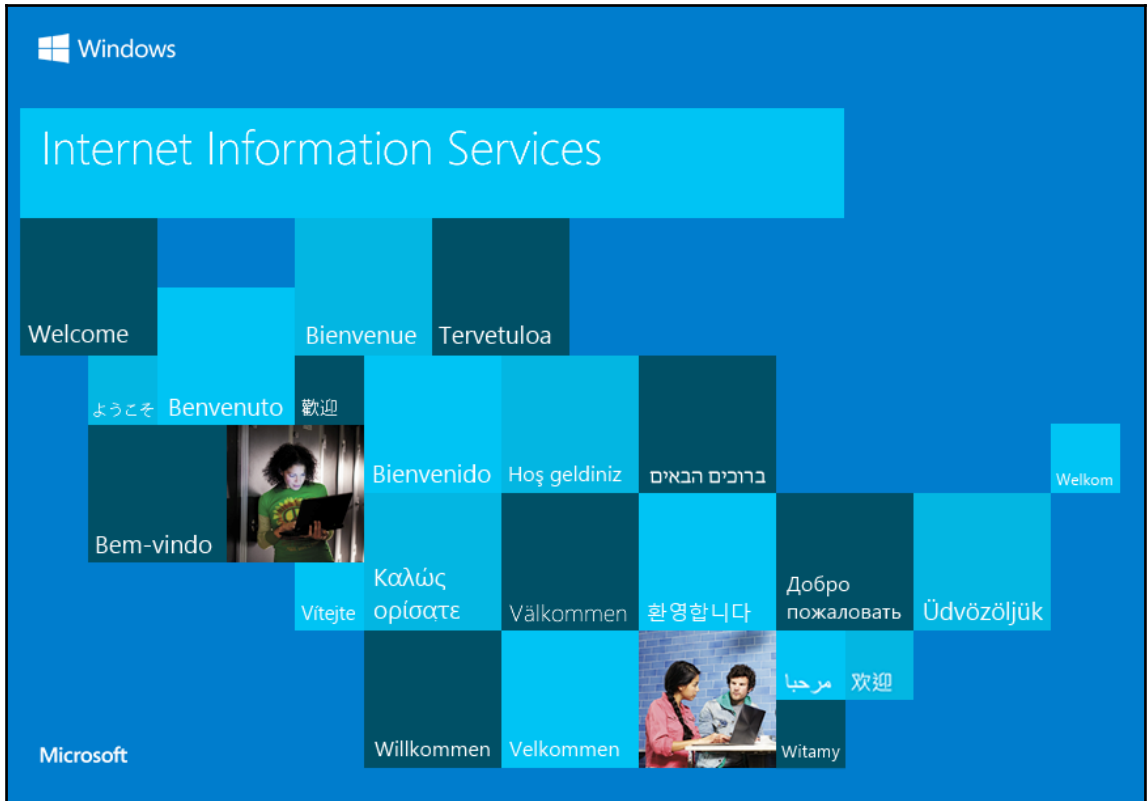 Windows
Internet Information Services
Welcome
Bienvenue
Tervetuloa
ようこそ
Benvenuto
歡迎
Bienvenido
Hoş geldiniz
ברוכים הבאים
Welkom
Bem-vindo
Vítejte
Καλώς
ορίσατε
Välkommen
환영합니다
Добро
пожаловать
Üdvözöljük
مرحبا
欢迎
Microsoft
Willkommen
Velkommen
Witamy